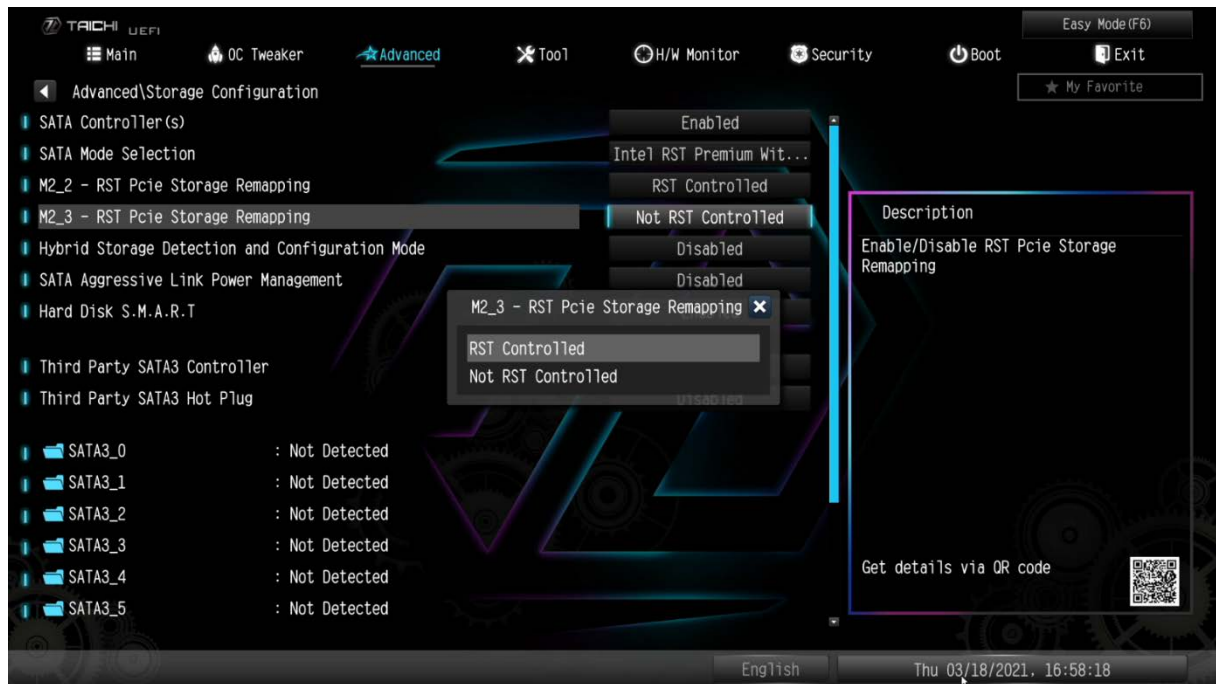 TAICHI UEFI
Easy Mode(F6)
Main OC Tweaker Advanced Tool H/W Monitor Security Boot Exit
Advanced\Storage Configuration
My Favorite
SATA Controller(s) Enabled
SATA Mode Selection Intel RST Premium Wit...
M2_2 - RST Pcie Storage Remapping RST Controlled
M2_3 - RST Pcie Storage Remapping Not RST Controlled
Hybrid Storage Detection and Configuration Mode Disabled
SATA Aggressive Link Power Management Disabled
Hard Disk S.M.A.R.T
Third Party SATA3 Controller
Third Party SATA3 Hot Plug Disabled
M2_3 - RST Pcie Storage Remapping
RST Controlled
Not RST Controlled
SATA3_0 : Not Detected
SATA3_1 : Not Detected
SATA3_2 : Not Detected
SATA3_3 : Not Detected
SATA3_4 : Not Detected
SATA3_5 : Not Detected
Description
Enable/Disable RST Pcie Storage
Remapping
Get details via QR code
English
Thu 03/18/2021, 16:58:18